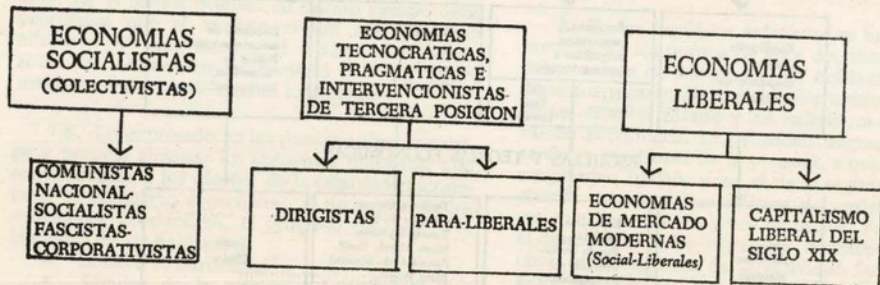 ECONOMIAS
SOCIALISTAS
(COLECTIVISTAS)
ECONOMIAS
TECNOCRATICAS,
PRAGMATICAS E
INTERVENCIONISTAS-
DE TERCERA POSICION
ECONOMIAS
LIBERALES
COMUNISTAS
NACIONAL-
SOCIALISTAS
FASCISTAS-
CORPORATIVISTAS
DIRIGISTAS
PARA-LIBERALES
ECONOMIAS
DE MERCADO
MODERNAS
(Social-Liberales)
CAPITALISMO
LIBERAL DEL
SIGLO XIX